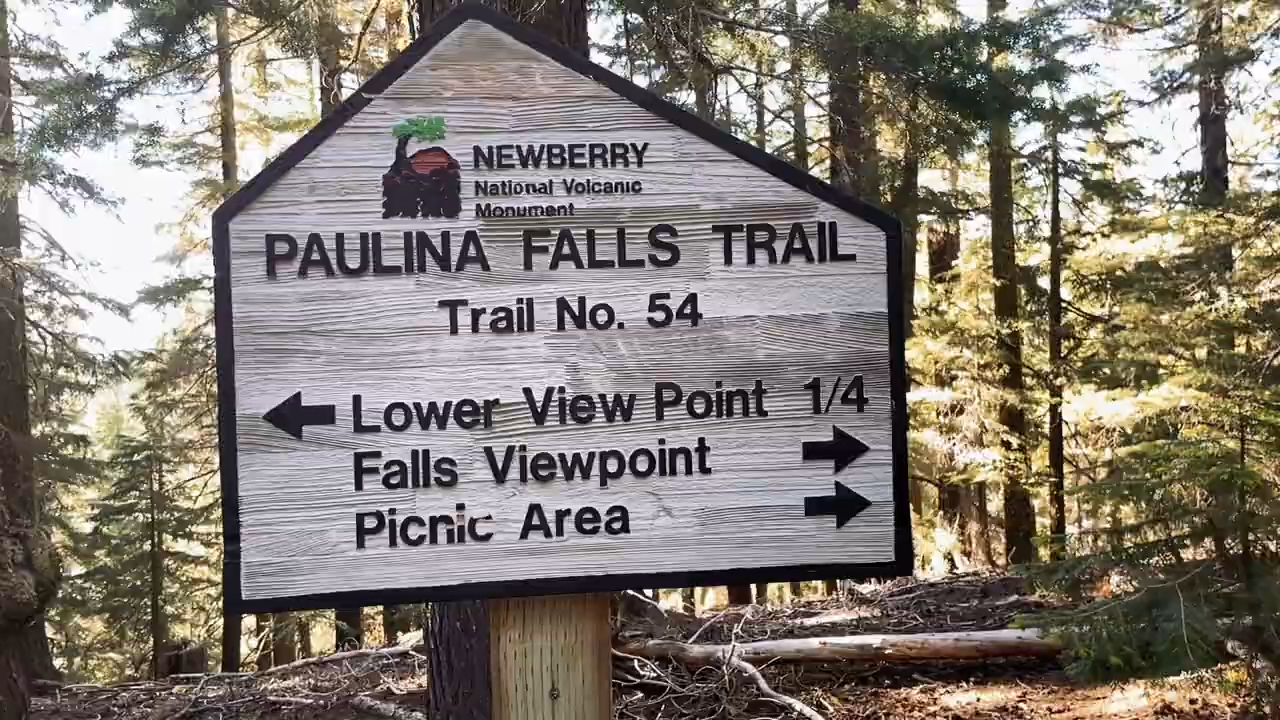 NEWBERRY
National Volcanic
Monument
PAULINA FALLS TRAIL
Trail No. 54
Lower View Point 1/4
Falls Viewpoint
Picnic Area